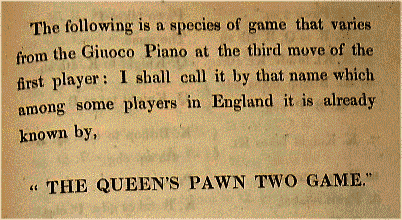 The following is a species of game that varies
from the Giuoco Piano at the third move of the
first player: I shall call it by that name which
among some players in England it is already
known by,
“ THE QUEEN'S PAWN TWO GAME.”